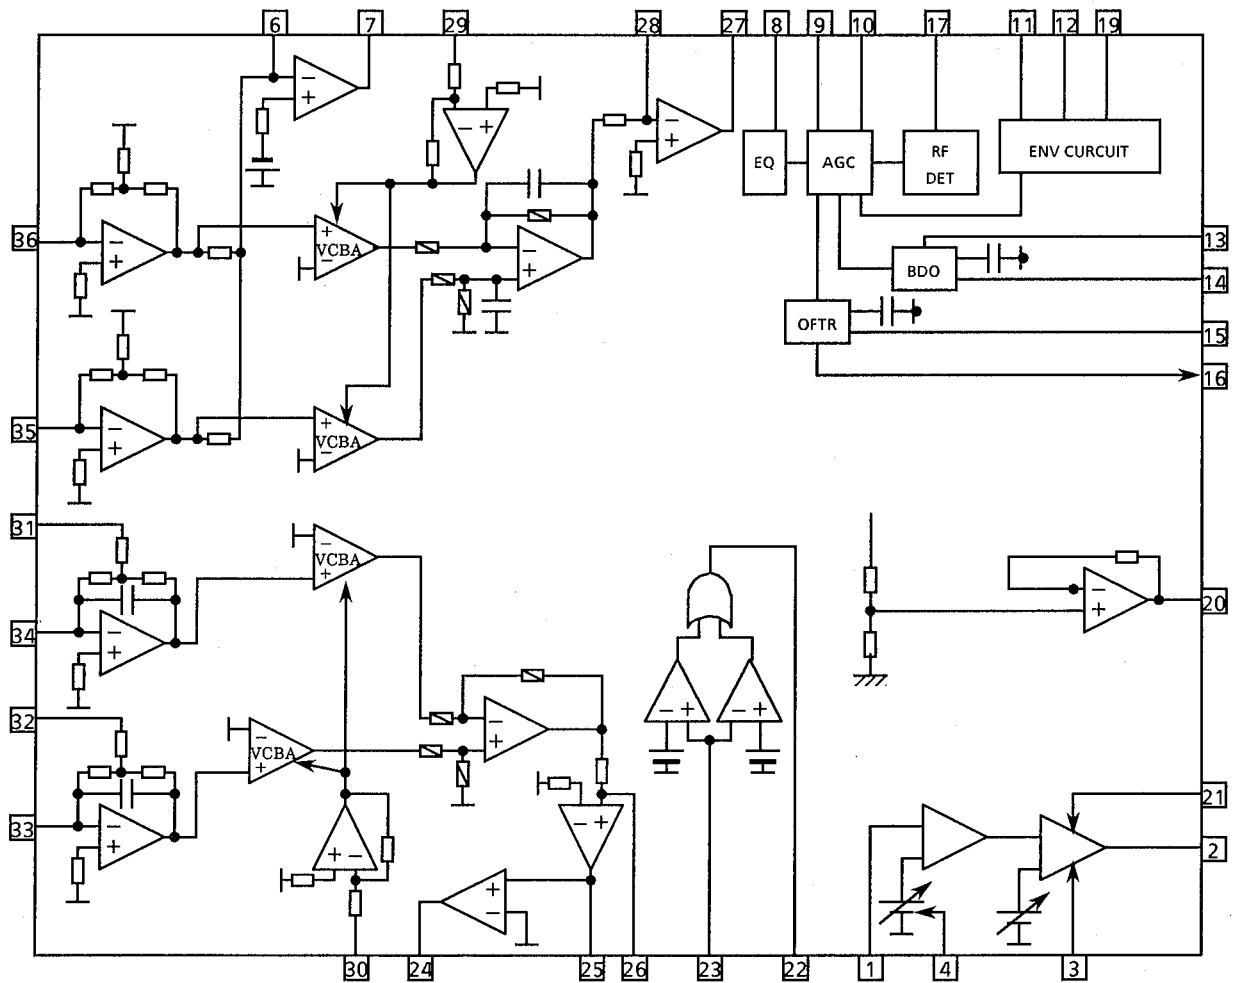 6 7 29 28 27 8 9 10 17 11 12 19
− +
− +
− +
EQ AGC RF DET ENV CURCUIT
36 − + + VCBA − − + 13
BDO 14
OFTR 15
16
35 − + + VCBA −
31 − VCBA +
34 − + − + 20
32 − + − + − +
− VCBA +
33 − + + − − + 21
2
+ −
30 24 25 26 23 22 1 4 3